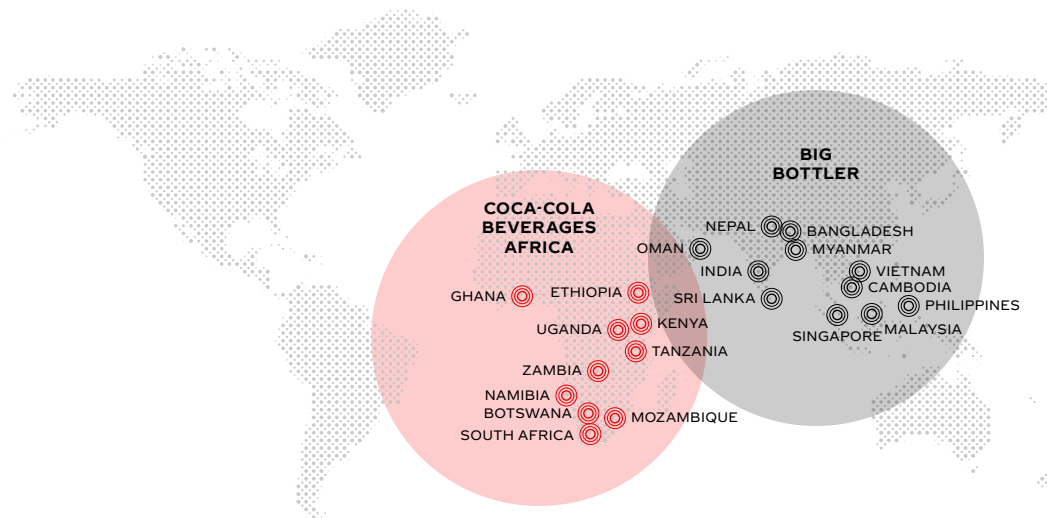 COCA-COLA
BEVERAGES
AFRICA
GHANA
ETHIOPIA
UGANDA
KENYA
TANZANIA
ZAMBIA
NAMIBIA
BOTSWANA
MOZAMBIQUE
SOUTH AFRICA
BIG
BOTTLER
NEPAL
BANGLADESH
OMAN
MYANMAR
INDIA
VIETNAM
CAMBODIA
SRI LANKA
PHILIPPINES
SINGAPORE
MALAYSIA